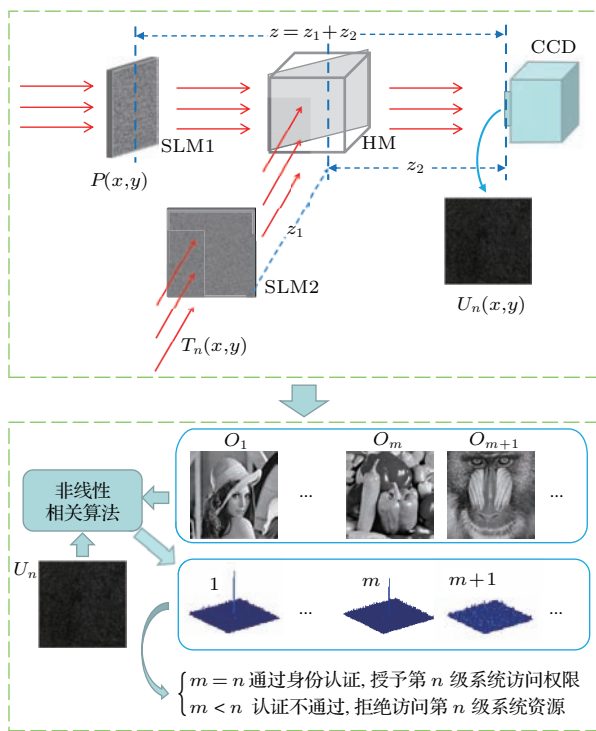 z = z₁ + z₂
CCD
SLM1
HM
P(x,y)
z₂
z₁
SLM2
Uₙ(x,y)
Tₙ(x,y)
O₁
Oₘ
Oₘ₊₁
非线性
相关算法
...
...
Uₙ
1
m
m+1
...
...
m = n 通过身份认证, 授予第 n 级系统访问权限
m < n 认证不通过, 拒绝访问第 n 级系统资源